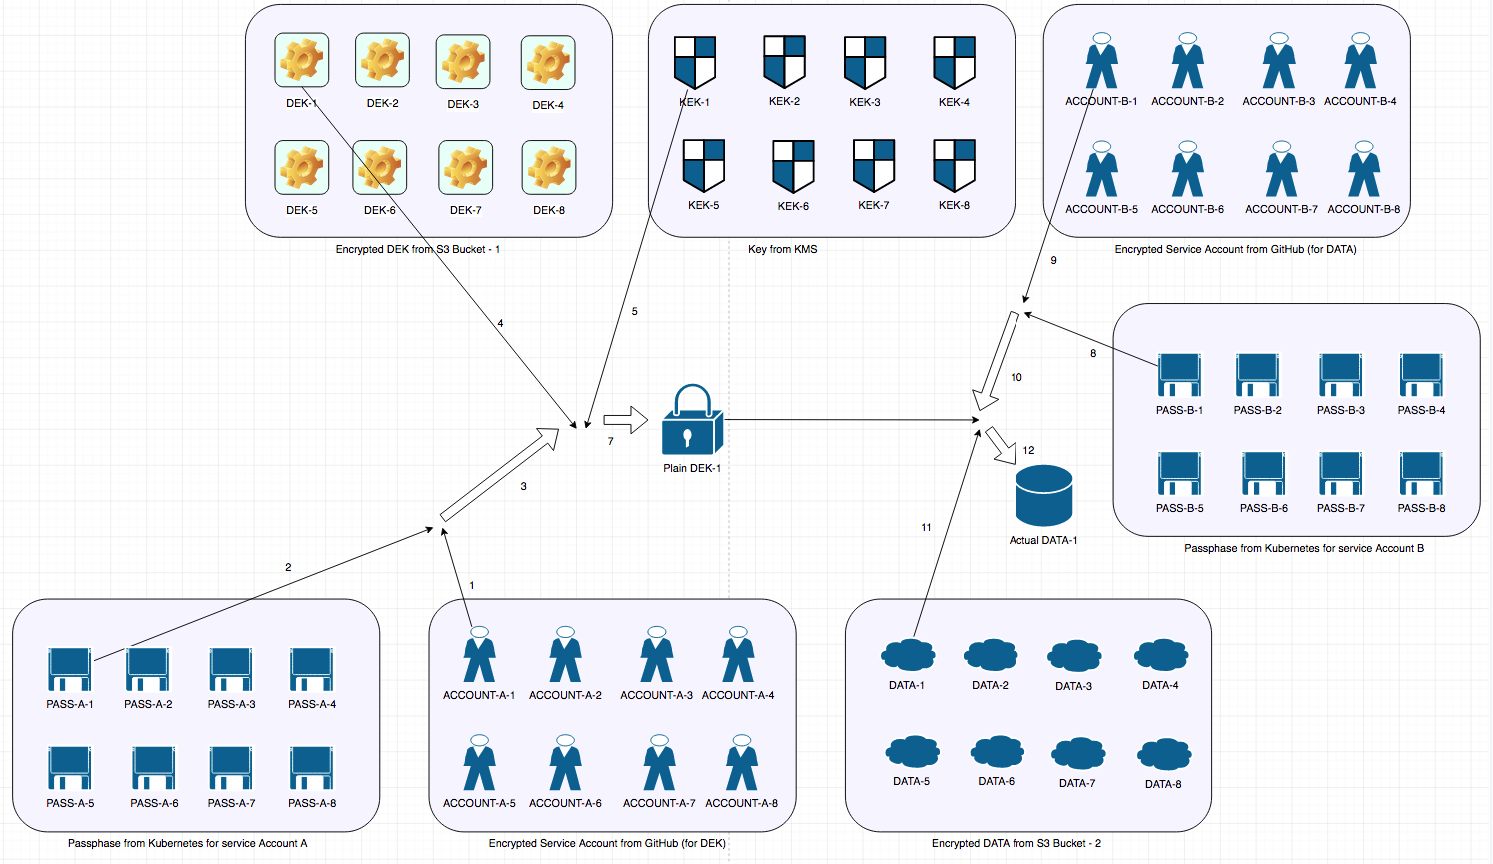 DEK-1
DEK-2
DEK-3
DEK-4
DEK-5
DEK-6
DEK-7
DEK-8
Encrypted DEK from S3 Bucket - 1
KEK-1
KEK-2
KEK-3
KEK-4
KEK-5
KEK-6
KEK-7
KEK-8
Key from KMS
ACCOUNT-B-1
ACCOUNT-B-2
ACCOUNT-B-3
ACCOUNT-B-4
ACCOUNT-B-5
ACCOUNT-B-6
ACCOUNT-B-7
ACCOUNT-B-8
Encrypted Service Account from GitHub (for DATA)
9
5
4
8
10
PASS-B-1
PASS-B-2
PASS-B-3
PASS-B-4
PASS-B-5
PASS-B-6
PASS-B-7
PASS-B-8
Passphase from Kubernetes for service Account B
7
Plain DEK-1
12
Actual DATA-1
3
11
2
1
PASS-A-1
PASS-A-2
PASS-A-3
PASS-A-4
PASS-A-5
PASS-A-6
PASS-A-7
PASS-A-8
Passphase from Kubernetes for service Account A
ACCOUNT-A-1
ACCOUNT-A-2
ACCOUNT-A-3
ACCOUNT-A-4
ACCOUNT-A-5
ACCOUNT-A-6
ACCOUNT-A-7
ACCOUNT-A-8
Encrypted Service Account from GitHub (for DEK)
DATA-1
DATA-2
DATA-3
DATA-4
DATA-5
DATA-6
DATA-7
DATA-8
Encrypted DATA from S3 Bucket - 2